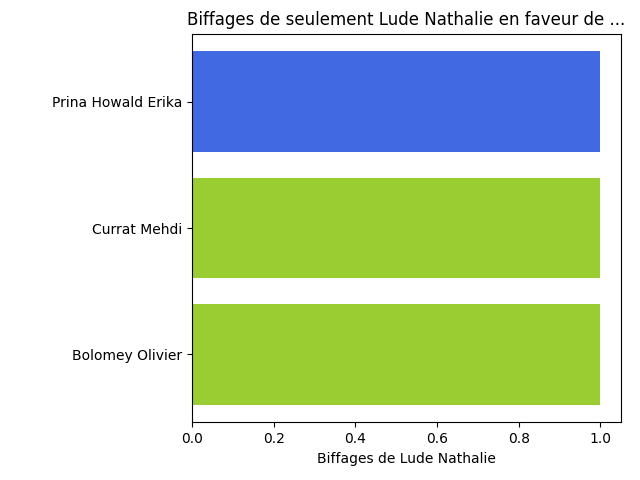 Biffages de seulement Lude Nathalie en faveur de ...
Prina Howald Erika
Currat Mehdi
Bolomey Olivier
0.0 0.2 0.4 0.6 0.8 1.0
Biffages de Lude Nathalie